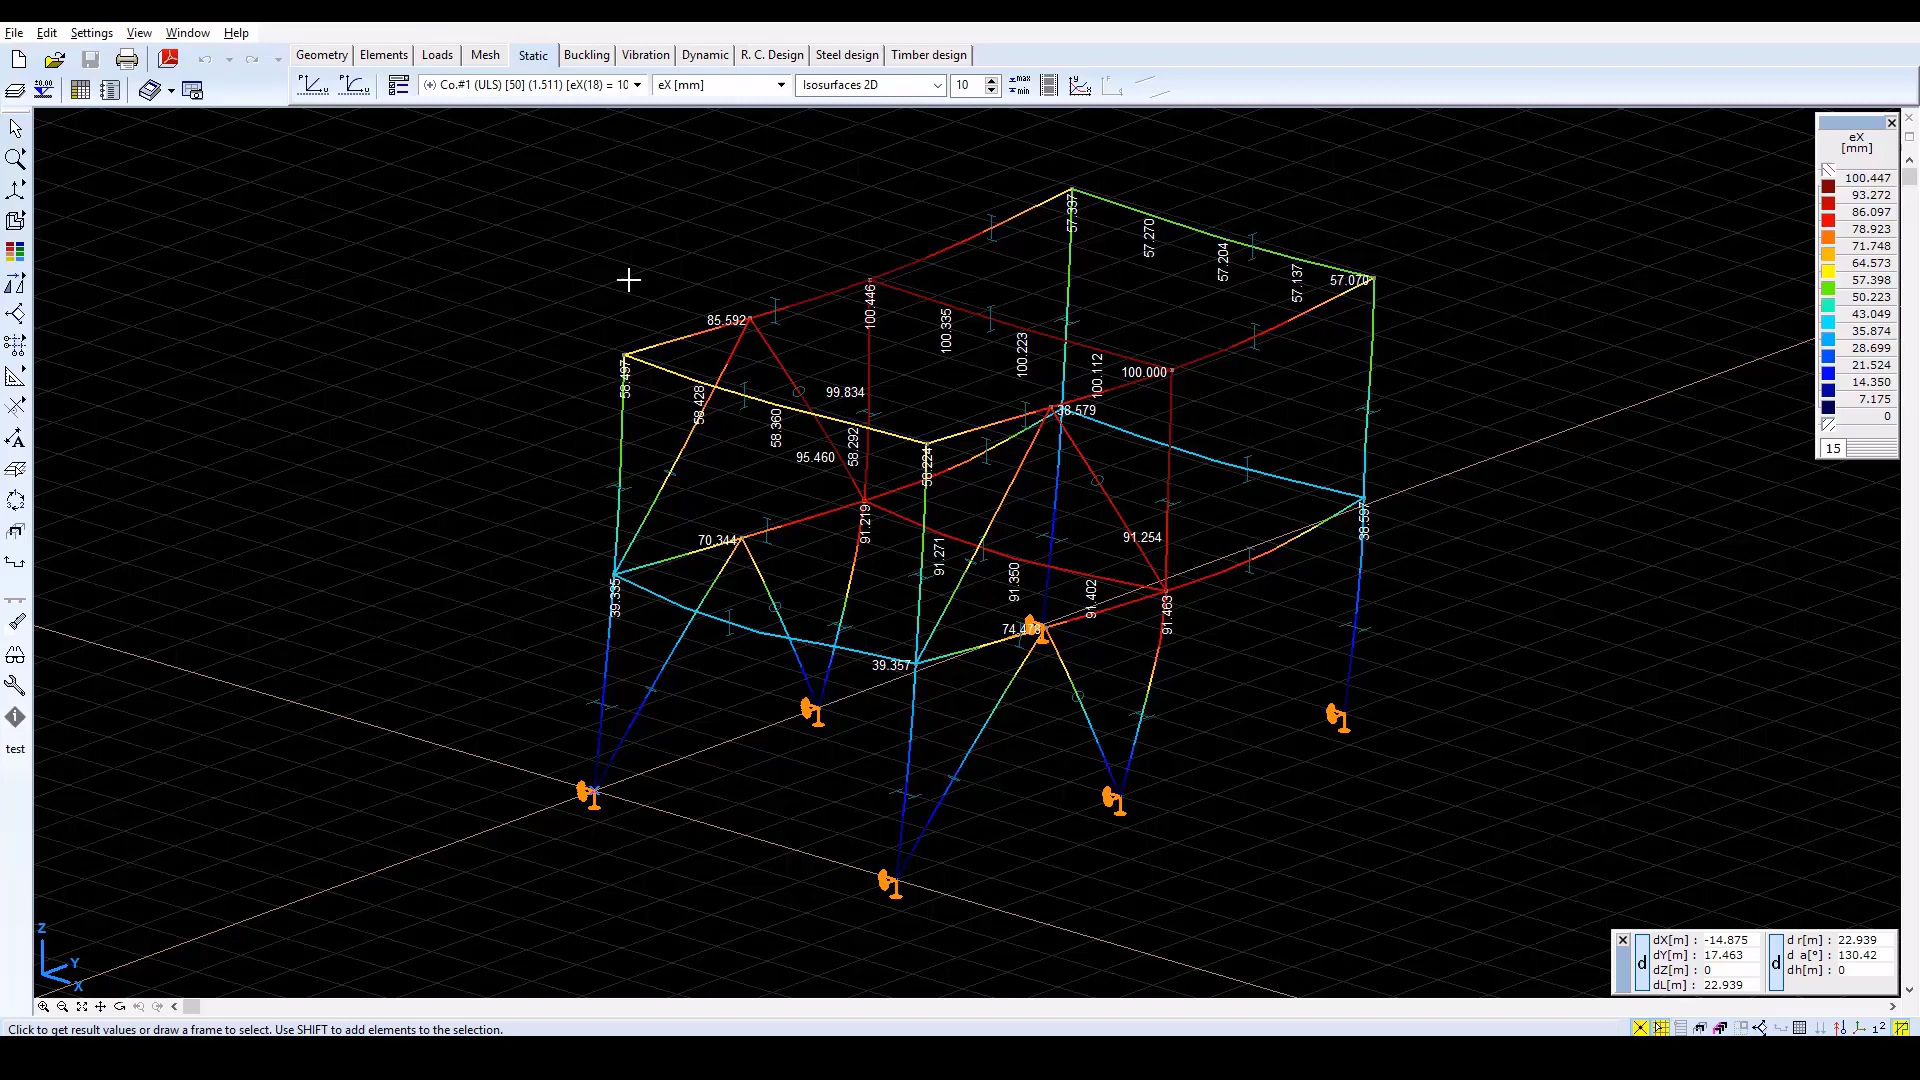 File Edit Settings View Window Help
Geometry Elements Loads Mesh Static Buckling Vibration Dynamic R. C. Design Steel design Timber design
(+) Co.#1 (ULS) [50] (1.511) [eX(18) = 10
eX [mm]
Isosurfaces 2D
10
max
min
eX
[mm]
100.447
93.272
86.097
78.923
71.748
64.573
57.398
50.223
43.049
35.874
28.699
21.524
14.350
7.175
0
15
57.337
57.270
57.204
57.137
57.070
85.592
100.446
100.335
100.223
100.112
100.000
58.497
58.428
58.360
58.292
58.224
99.834
95.460
38.579
91.219
91.271
91.350
91.402
91.463
91.254
70.344
74.478
39.335
39.357
38.597
test
Z
Y
X
dX[m] : -14.875
dY[m] : 17.463
dZ[m] : 0
dL[m] : 22.939
d r[m] : 22.939
d a[°] : 130.42
dh[m] : 0
d
d
Click to get result values or draw a frame to select. Use SHIFT to add elements to the selection.